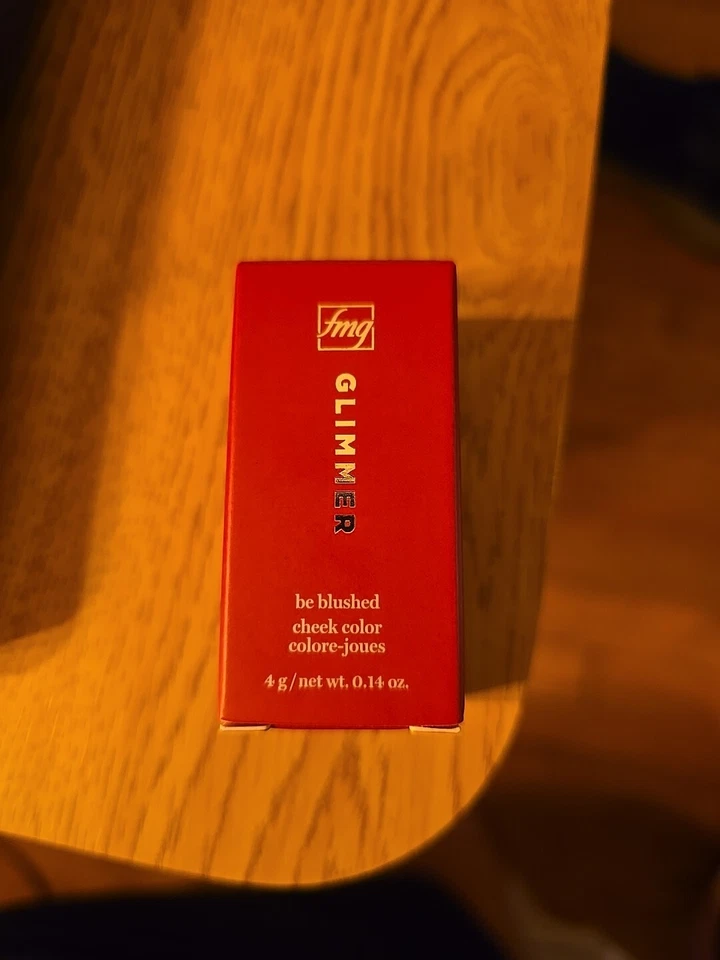 fmg
GLIMMER
be blushed
cheek color
colore-joues
4 g / net wt. 0.14 oz.